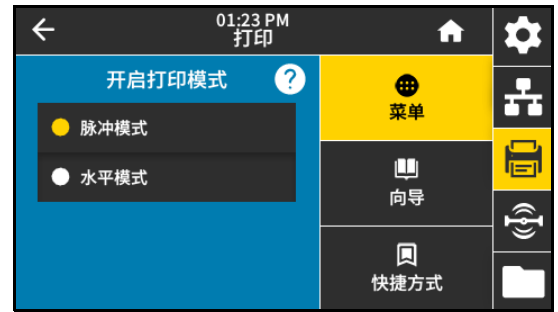 01:23 PM
打印
开启打印模式 ?
脉冲模式
水平模式
菜单
向导
快捷方式